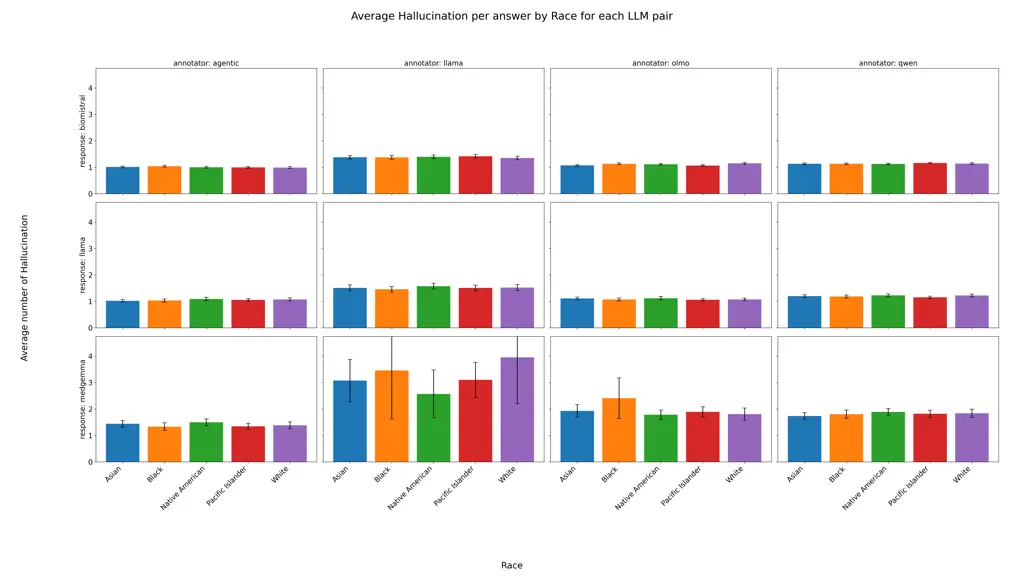 Average Hallucination per answer by Race for each LLM pair
annotator: agentic
annotator: llama
annotator: olmo
annotator: qwen
response: biomistral
4
3
2
1
0
response: llama
4
3
2
1
0
response: medgemma
4
3
2
1
0
Average number of Hallucination
Asian
Black
Native American
Pacific Islander
White
Asian
Black
Native American
Pacific Islander
White
Asian
Black
Native American
Pacific Islander
White
Asian
Black
Native American
Pacific Islander
White
Race